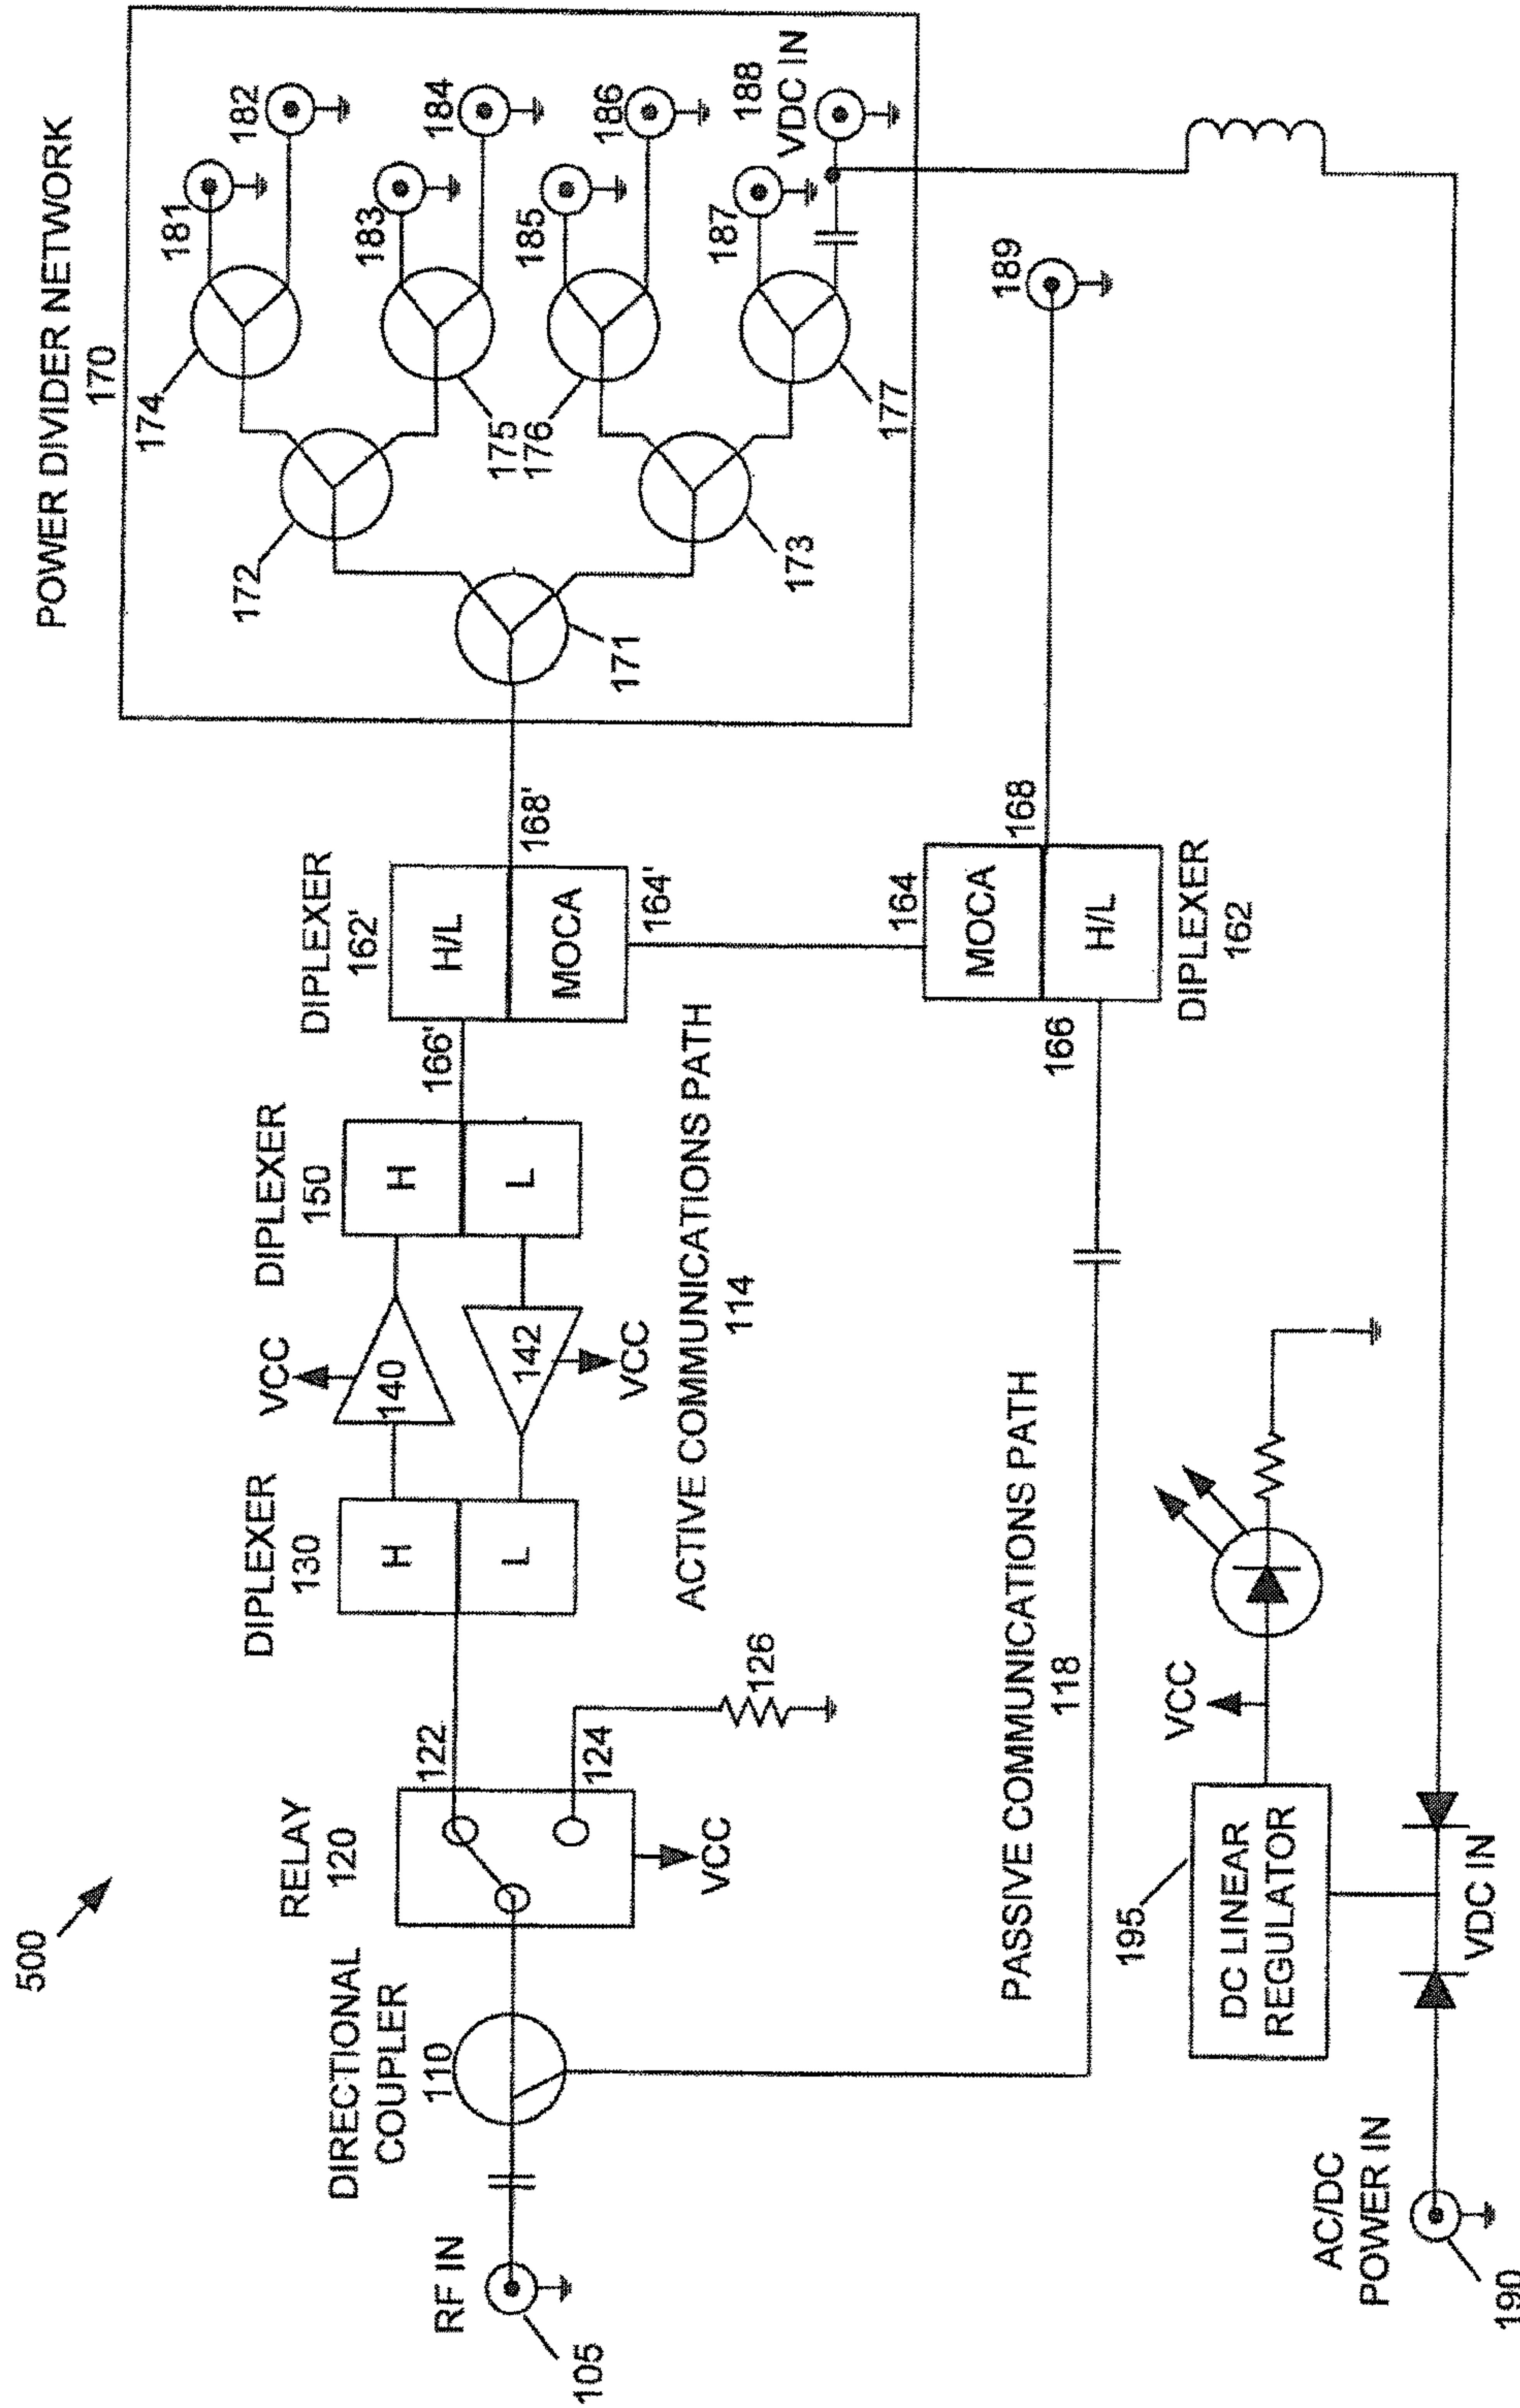 500
POWER DIVIDER NETWORK
170
181
182
174
183
184
172
175
176
185
186
171
173
187
188
VDC IN
177
RF IN
105
DIRECTIONAL
COUPLER
110
RELAY
120
122
124
126
VCC
DIPLEXER
130
H
L
VCC
140
142
VCC
DIPLEXER
150
H
L
166'
DIPLEXER
162'
H/L
MOCA
168'
164'
ACTIVE COMMUNICATIONS PATH
114
PASSIVE COMMUNICATIONS PATH
118
164
MOCA
H/L
166
168
DIPLEXER
162
189
195
DC LINEAR
REGULATOR
VCC
AC/DC
POWER IN
190
VDC IN